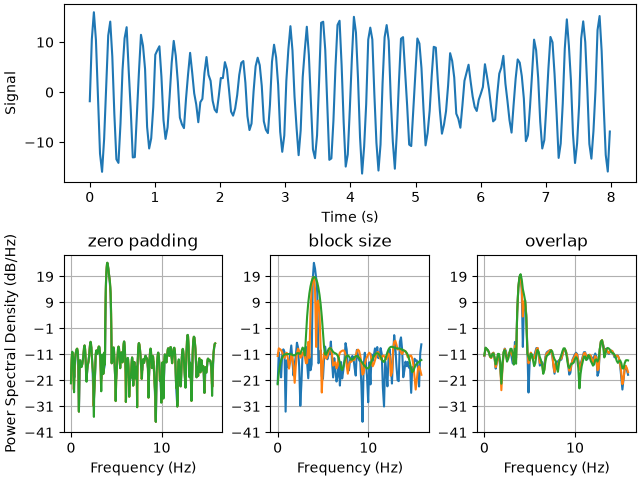 10
0
−10
Signal
0 1 2 3 4 5 6 7 8
Time (s)
zero padding block size overlap
Power Spectral Density (dB/Hz)
19 19 19
9 9 9
−1 −1 −1
−11 −11 −11
−21 −21 −21
−31 −31 −31
−41 −41 −41
0 10 0 10 0 10
Frequency (Hz) Frequency (Hz) Frequency (Hz)